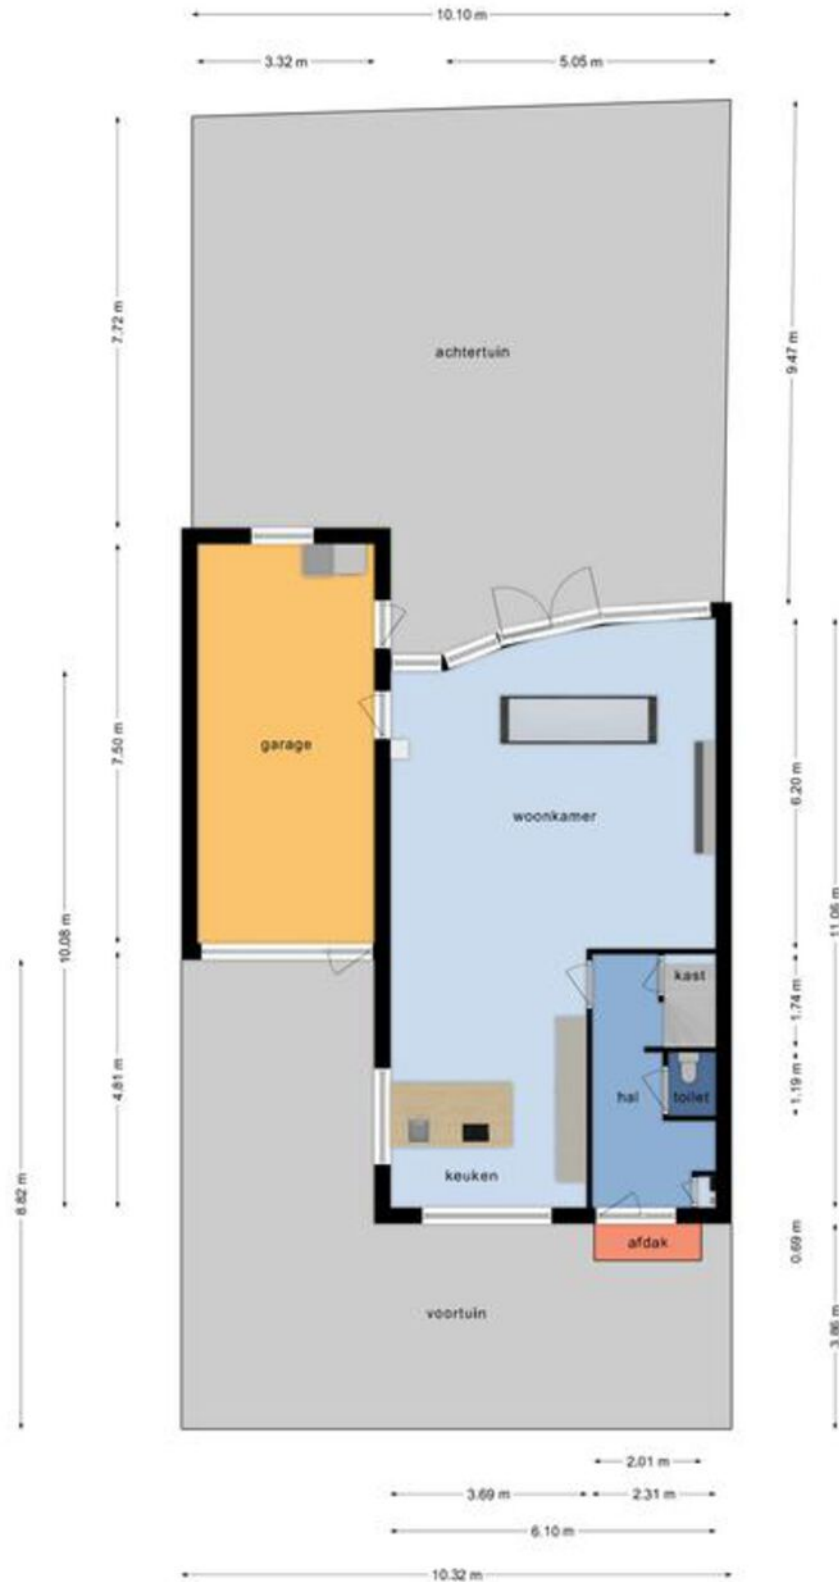 10.10 m
3.32 m
5.05 m
7.72 m
achtertuin
9.47 m
garage
7.50 m
woonkamer
6.20 m
10.08 m
11.06 m
kast
1.74 m
4.81 m
hal
toilet
1.19 m
keuken
8.82 m
afdak
0.69 m
voortuin
3.86 m
2.01 m
3.69 m
2.31 m
6.10 m
10.32 m